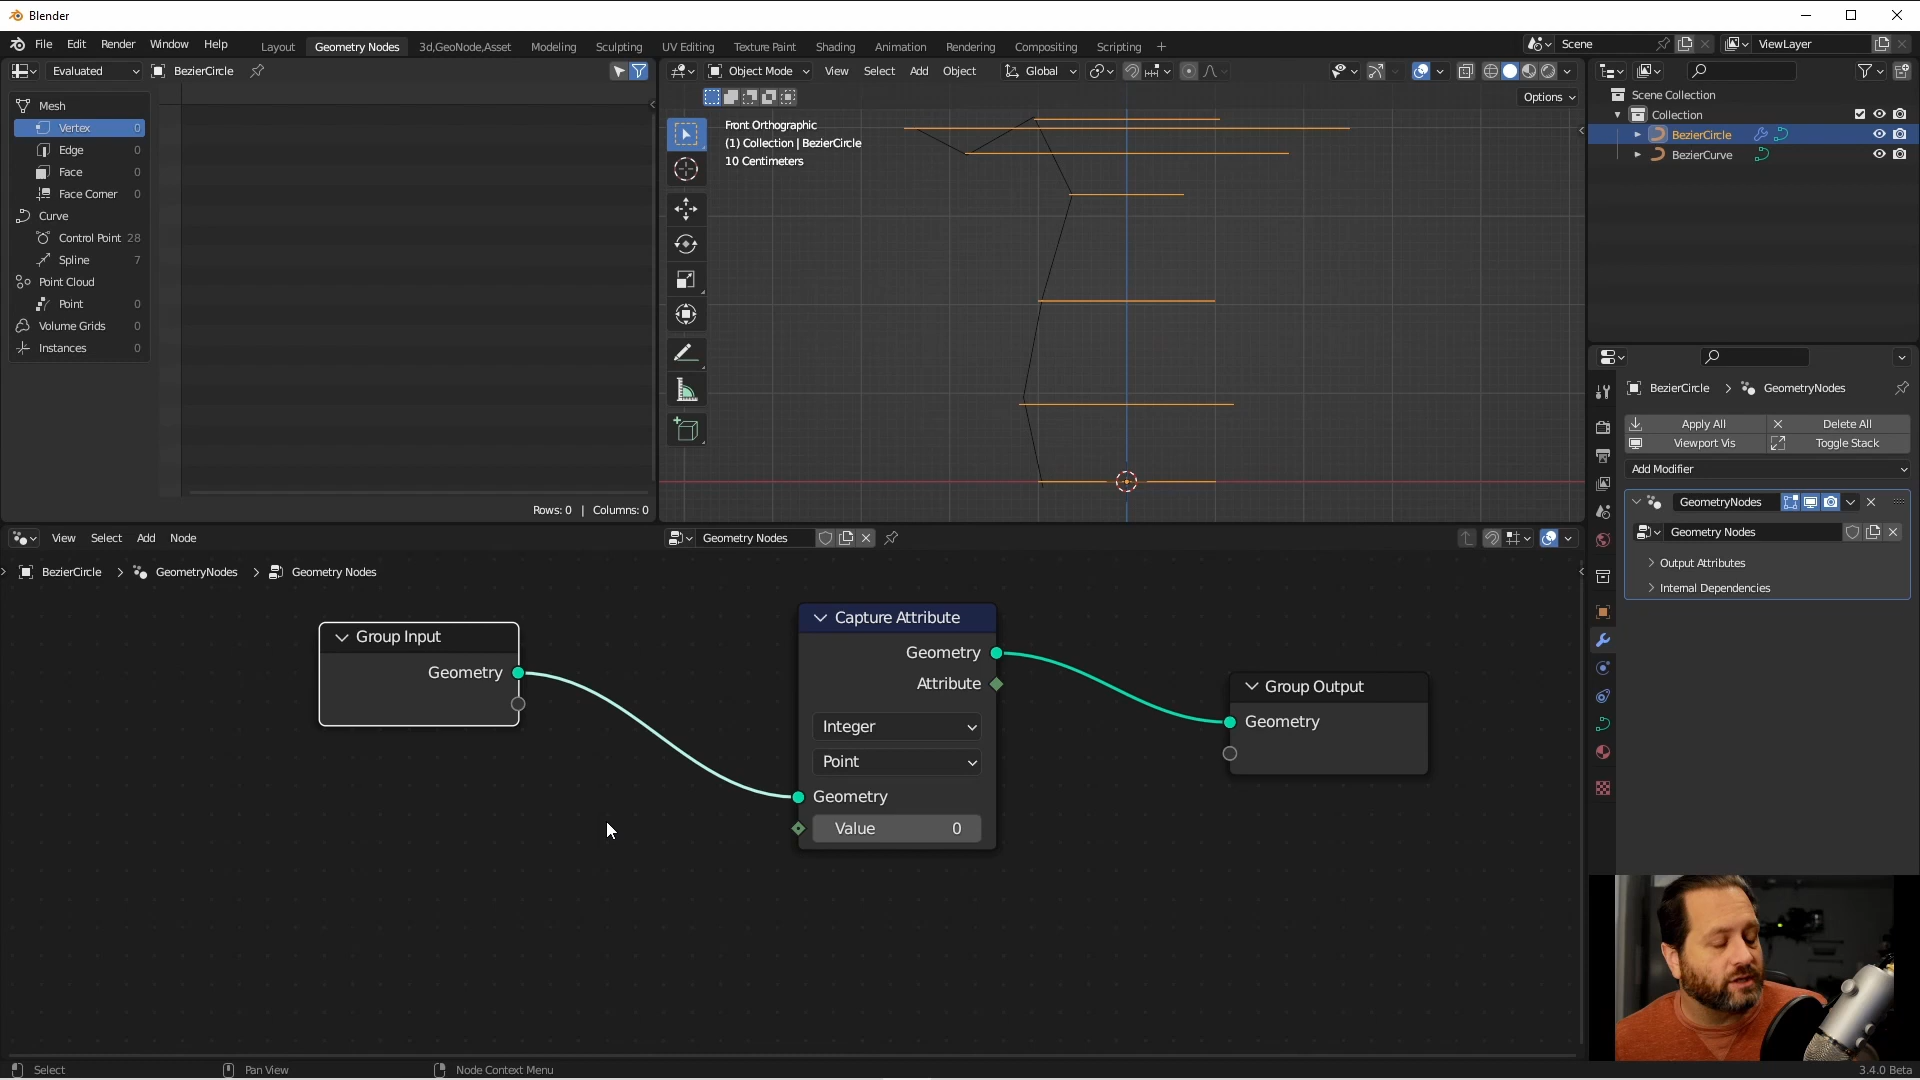 Blender
File Edit Render Window Help
Layout Geometry Nodes 3d,GeoNode,Asset Modeling Sculpting UV Editing Texture Paint Shading Animation Rendering Compositing Scripting +
Scene
ViewLayer
Evaluated
BezierCircle
Object Mode View Select Add Object Global
Options
Mesh
Vertex 0
Edge 0
Face 0
Face Corner 0
Curve
Control Point 28
Spline 7
Point Cloud
Point 0
Volume Grids 0
Instances 0
Rows: 0 | Columns: 0
Front Orthographic
(1) Collection | BezierCircle
10 Centimeters
Scene Collection
Collection
BezierCircle
BezierCurve
BezierCircle > GeometryNodes
Apply All
Delete All
Viewport Vis
Toggle Stack
Add Modifier
GeometryNodes
Geometry Nodes
Output Attributes
Internal Dependencies
View Select Add Node
Geometry Nodes
BezierCircle > GeometryNodes > Geometry Nodes
Group Input
Geometry
Capture Attribute
Geometry
Attribute
Integer
Point
Geometry
Value 0
Group Output
Geometry
Select
Pan View
Node Context Menu
3.4.0 Beta